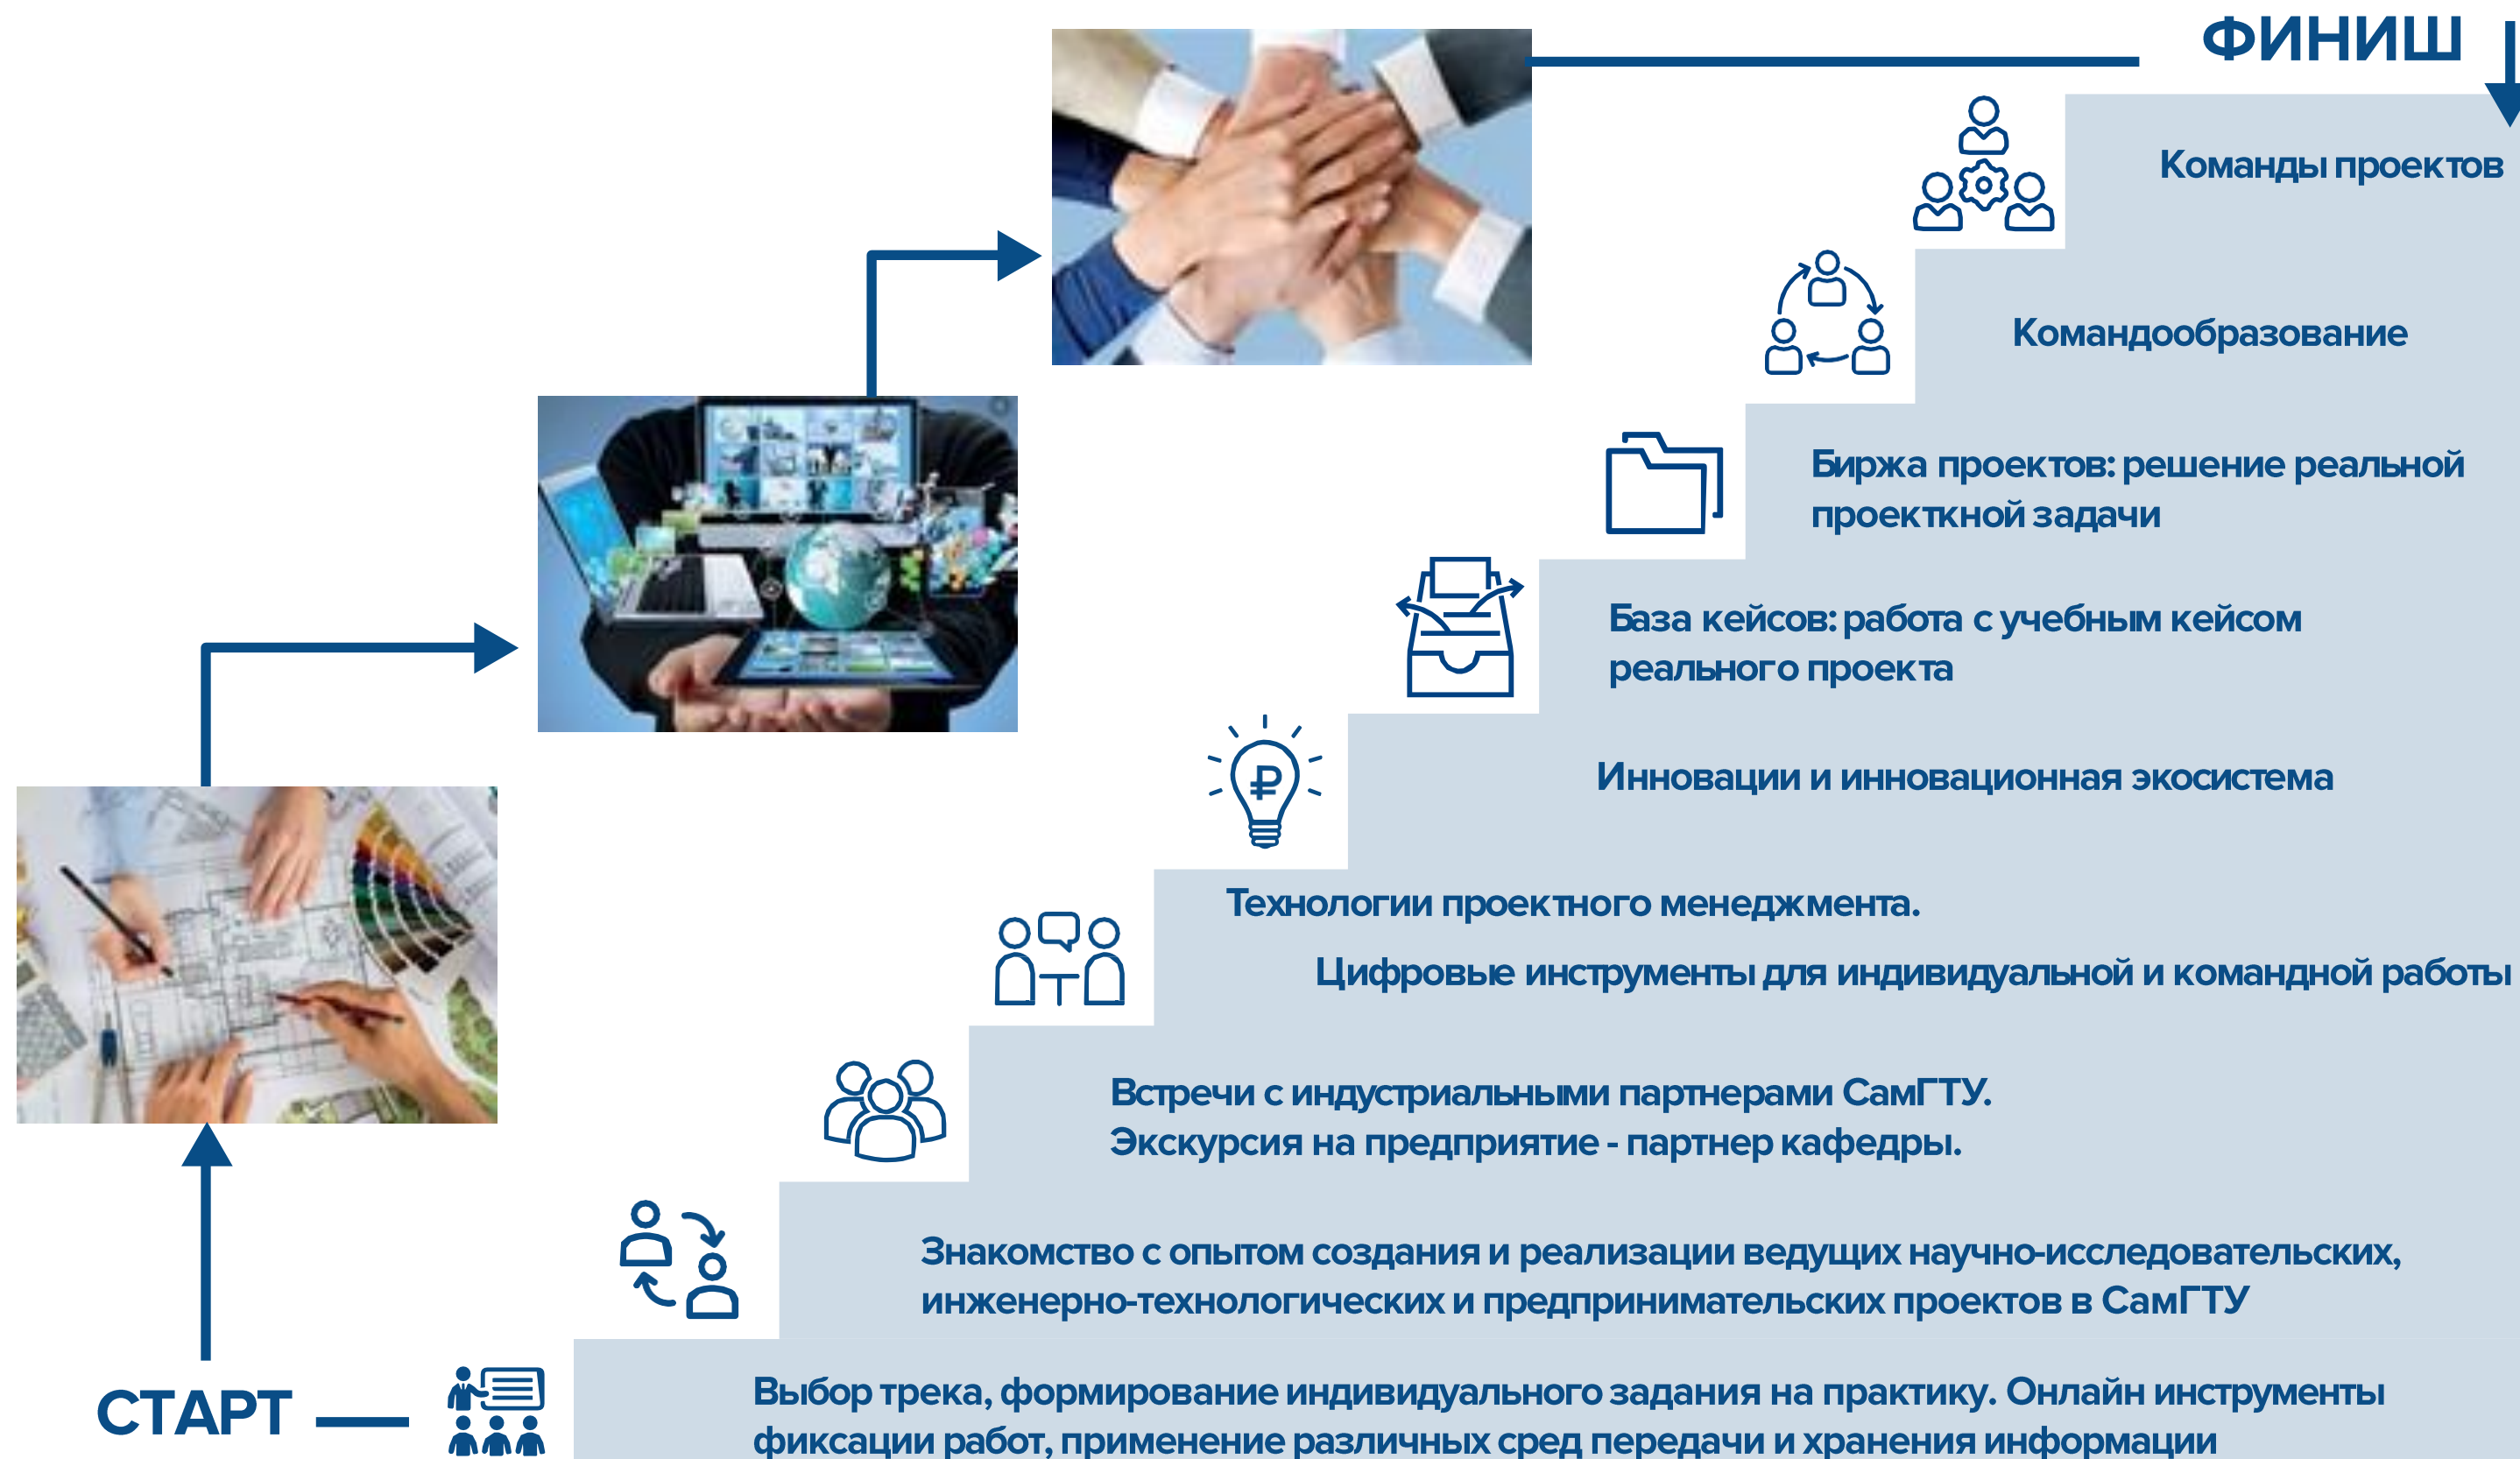 ФИНИШ
Команды проектов
Командообразование
Биржа проектов: решение реальной
проекткной задачи
База кейсов: работа с учебным кейсом
реального проекта
Инновации и инновационная экосистема
Технологии проектного менеджмента.
Цифровые инструменты для индивидуальной и командной работы
Встречи с индустриальными партнерами СамГТУ.
Экскурсия на предприятие - партнер кафедры.
Знакомство с опытом создания и реализации ведущих научно-исследовательских,
инженерно-технологических и предпринимательских проектов в СамГТУ
СТАРТ
Выбор трека, формирование индивидуального задания на практику. Онлайн инструменты
фиксации работ, применение различных сред передачи и хранения информации